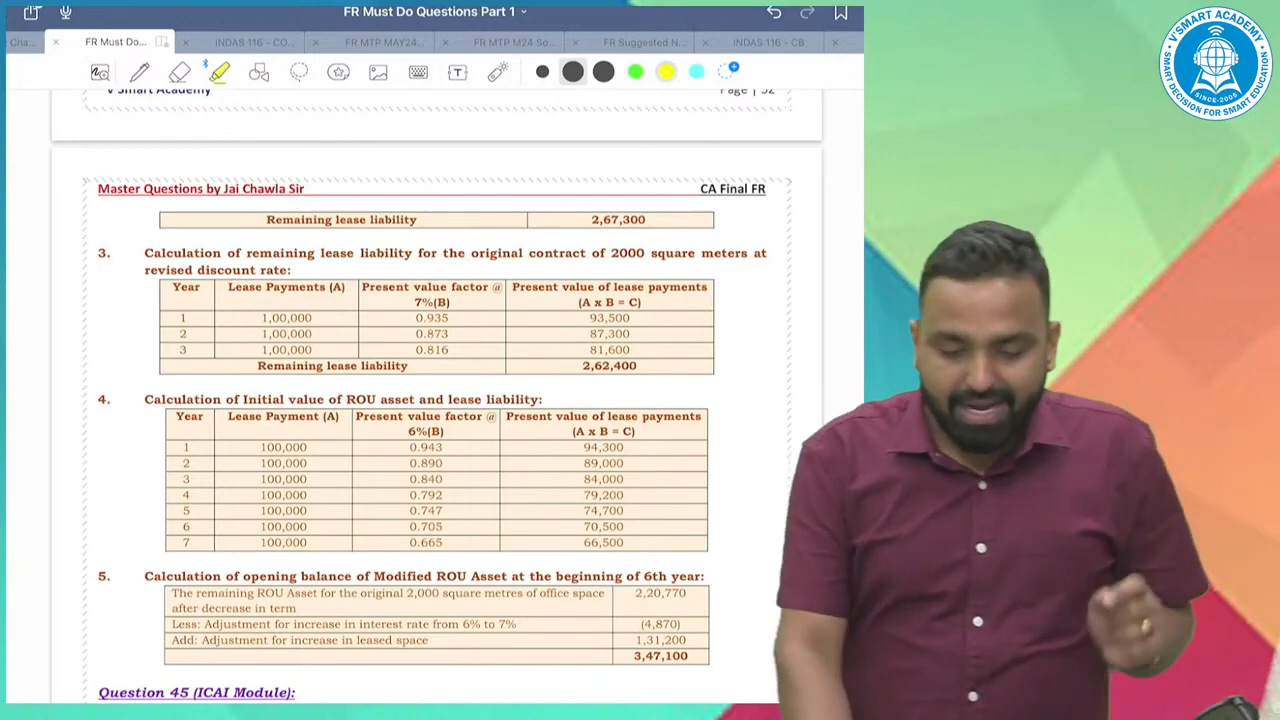 FR Must Do Questions Part 1
Cha...
FR Must Do...
INDAS 116 - CO...
FR MTP MAY24...
FR MTP M24 So...
FR Suggested N...
INDAS 116 - CB
V'SMART ACADEMY
SINCE-2005
SMART DECISION FOR SMART EDUCATION
V Smart Academy
Page | 52
Master Questions by Jai Chawla Sir
CA Final FR
Remaining lease liability 2,67,300
3. Calculation of remaining lease liability for the original contract of 2000 square meters at
revised discount rate:
Year Lease Payments (A) Present value factor @ Present value of lease payments
7%(B) (A x B = C)
1 1,00,000 0.935 93,500
2 1,00,000 0.873 87,300
3 1,00,000 0.816 81,600
Remaining lease liability 2,62,400
4. Calculation of Initial value of ROU asset and lease liability:
Year Lease Payment (A) Present value factor @ Present value of lease payments
6%(B) (A x B = C)
1 100,000 0.943 94,300
2 100,000 0.890 89,000
3 100,000 0.840 84,000
4 100,000 0.792 79,200
5 100,000 0.747 74,700
6 100,000 0.705 70,500
7 100,000 0.665 66,500
5. Calculation of opening balance of Modified ROU Asset at the beginning of 6th year:
The remaining ROU Asset for the original 2,000 square metres of office space 2,20,770
after decrease in term
Less: Adjustment for increase in interest rate from 6% to 7% (4,870)
Add: Adjustment for increase in leased space 1,31,200
3,47,100
Question 45 (ICAI Module):